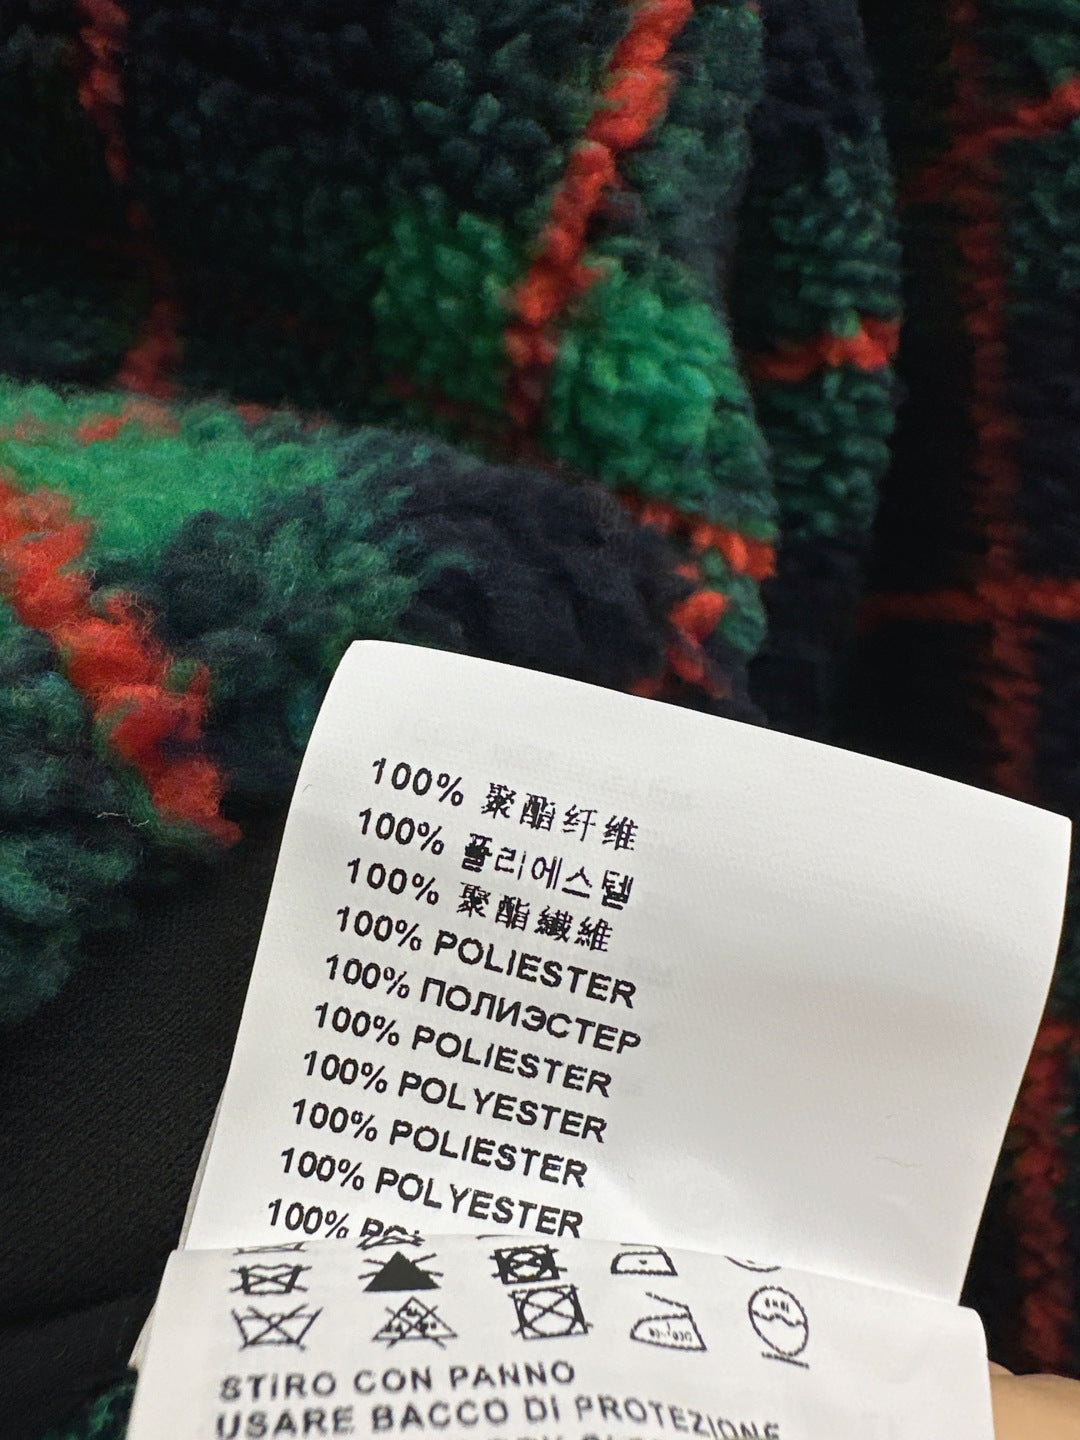 100% 聚酯纤维
100% 폴리에스텔
100% 聚酯纖維
100% POLIESTER
100% ПОЛИЭСТЕР
100% POLIESTER
100% POLYESTER
100% POLIESTER
100% POLYESTER
100%
STIRO CON PANNO
USARE BACCO DI PROTEZIONE